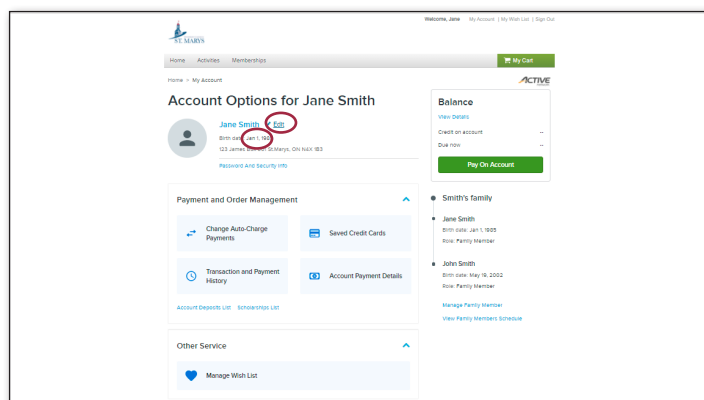 Welcome, Jane My Account | My Wish List | Sign Out
ST. MARYS
Home Activities Memberships
My Cart
Home > My Account
ACTIVE
Account Options for Jane Smith
Jane Smith Edit
Birth date: Jan 1, 1985
123 James St. Marys, ON N4X 1B3
Password And Security Info
Balance
View Details
Credit on account --
Due now --
Pay On Account
Payment and Order Management
Change Auto-Charge
Payments
Saved Credit Cards
Transaction and Payment
History
Account Payment Details
Account Deposits List Scholarships List
Smith's family
Jane Smith
Birth date: Jan 1, 1985
Role: Family Member
John Smith
Birth date: May 19, 2002
Role: Family Member
Manage Family Member
View Family Members Schedule
Other Service
Manage Wish List